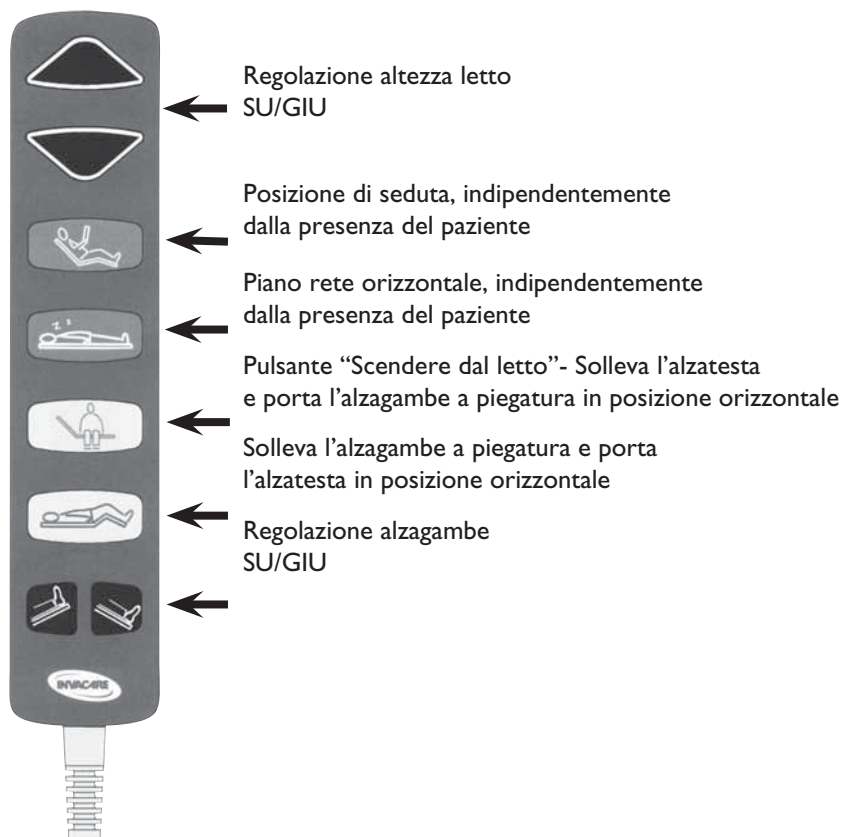 Regolazione altezza letto
SU/GIU
Posizione di seduta, indipendentemente
dalla presenza del paziente
Piano rete orizzontale, indipendentemente
dalla presenza del paziente
z z
Pulsante “Scendere dal letto”- Solleva l’alzatesta
e porta l’alzagambe a piegatura in posizione orizzontale
Solleva l’alzagambe a piegatura e porta
l’alzatesta in posizione orizzontale
Regolazione alzagambe
SU/GIU
INVACARE